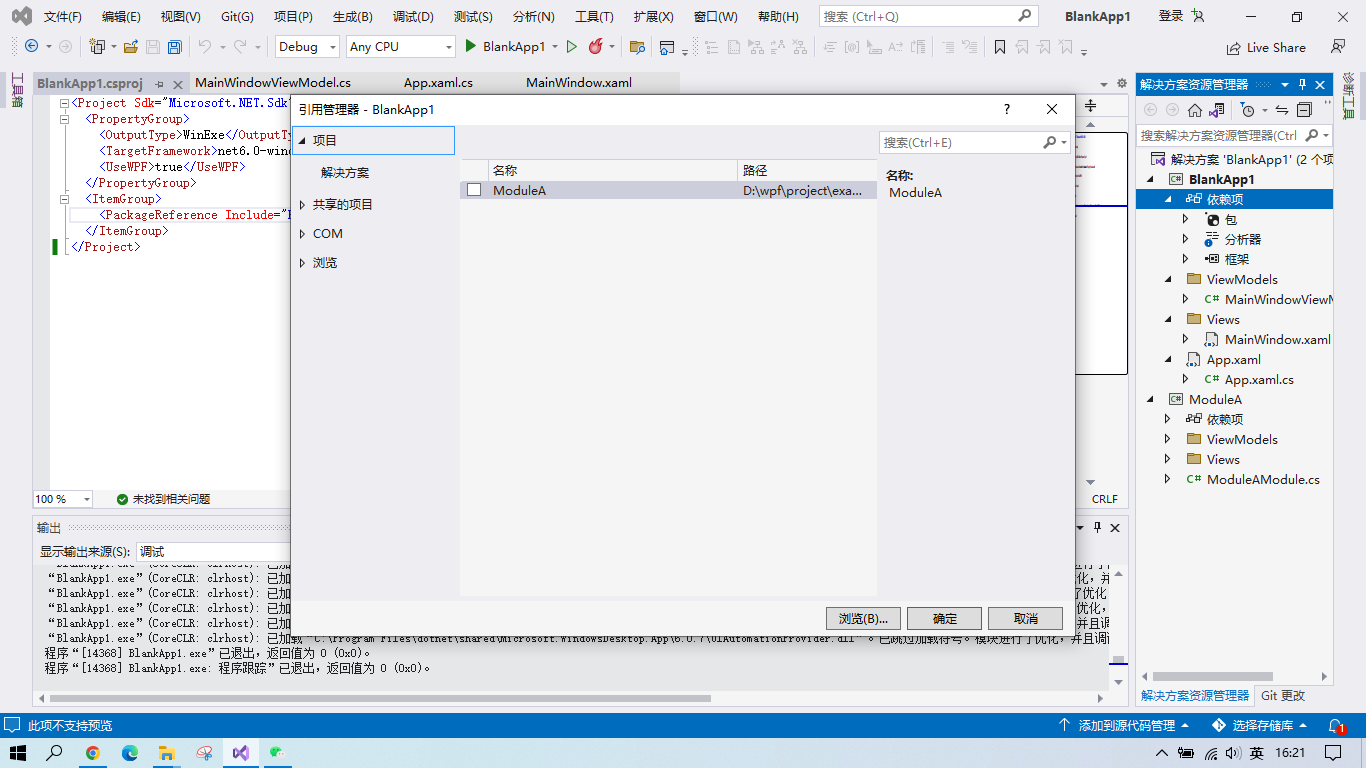 文件(F) 编辑(E) 视图(V) Git(G) 项目(P) 生成(B) 调试(D) 测试(S) 分析(N) 工具(T) 扩展(X) 窗口(W) 帮助(H) 搜索 (Ctrl+Q) BlankApp1 登录
Debug Any CPU BlankApp1 Live Share
工具箱
BlankApp1.csproj MainWindowViewModel.cs App.xaml.cs MainWindow.xaml
<Project Sdk="Microsoft.NET.Sdk"
<PropertyGroup>
<OutputType>WinExe</OutputTy
<TargetFramework>net6.0-wind
<UseWPF>true</UseWPF>
</PropertyGroup>
<ItemGroup>
<PackageReference Include="
</ItemGroup>
</Project>
100 % 未找到相关问题 CRLF
引用管理器 - BlankApp1 ?
项目
解决方案
共享的项目
COM
浏览
搜索(Ctrl+E)
名称 路径
ModuleA D:\wpf\project\exa...
名称:
ModuleA
浏览(B)... 确定 取消
输出
显示输出来源(S): 调试
“BlankApp1.exe”(CoreCLR: clrhost): 已加
“BlankApp1.exe”(CoreCLR: clrhost): 已加
“BlankApp1.exe”(CoreCLR: clrhost): 已加
“BlankApp1.exe”(CoreCLR: clrhost): 已加
“BlankApp1.exe”(CoreCLR: clrhost): 已加载“C:\Program Files\dotnet\shared\Microsoft.WindowsDesktop.App\6.0.7\UIAutomationProvider.dll”。已跳过加载符号。模块进行了优化，并且调试
程序“[14368] BlankApp1.exe”已退出，返回值为 0 (0x0)。
程序“[14368] BlankApp1.exe: 程序跟踪”已退出，返回值为 0 (0x0)。
解决方案资源管理器
搜索解决方案资源管理器(Ctrl
解决方案 'BlankApp1' (2 个项
BlankApp1
依赖项
包
分析器
框架
ViewModels
MainWindowViewM
Views
MainWindow.xaml
App.xaml
App.xaml.cs
ModuleA
依赖项
ViewModels
Views
ModuleAModule.cs
解决方案资源管理器 Git 更改
诊断工具
此项不支持预览 添加到源代码管理 选择存储库 1
英 16:21